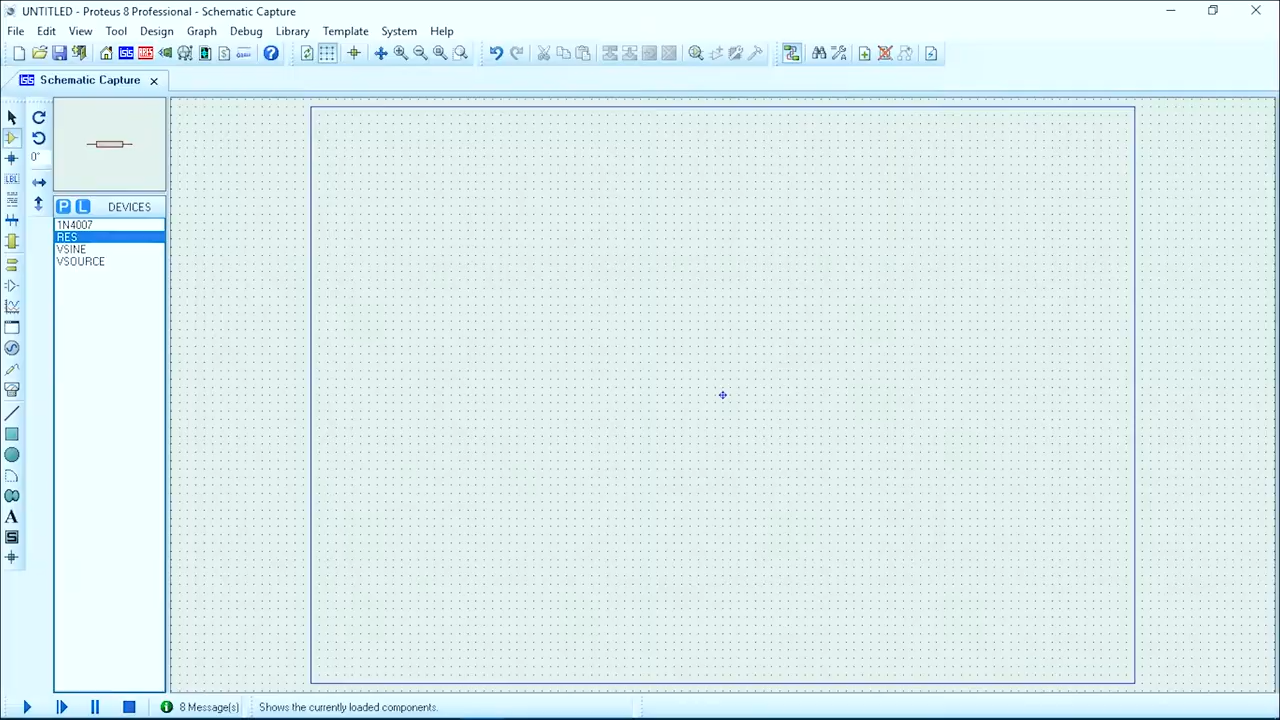 UNTITLED - Proteus 8 Professional - Schematic Capture
File Edit View Tool Design Graph Debug Library Template System Help
Schematic Capture
0°
LBL
P L DEVICES
1N4007
RES
VSINE
VSOURCE
A
S
8 Message(s) Shows the currently loaded components.